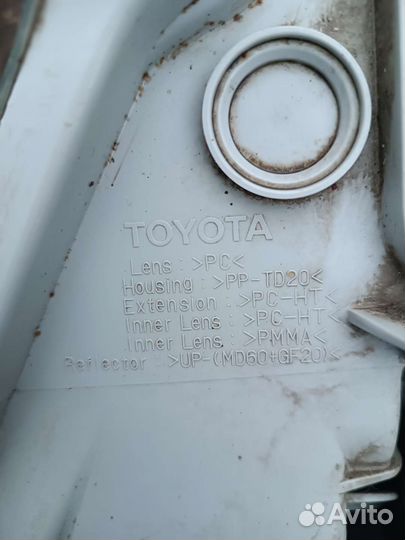 TOYOTA
Lens : >PC<
Housing : >PP-TD20<
Extension : >PC-HT<
Inner Lens : >PC-HT<
Inner Lens : >PMMA<
Reflector : >UP-(MD60+GF20)<
Avito